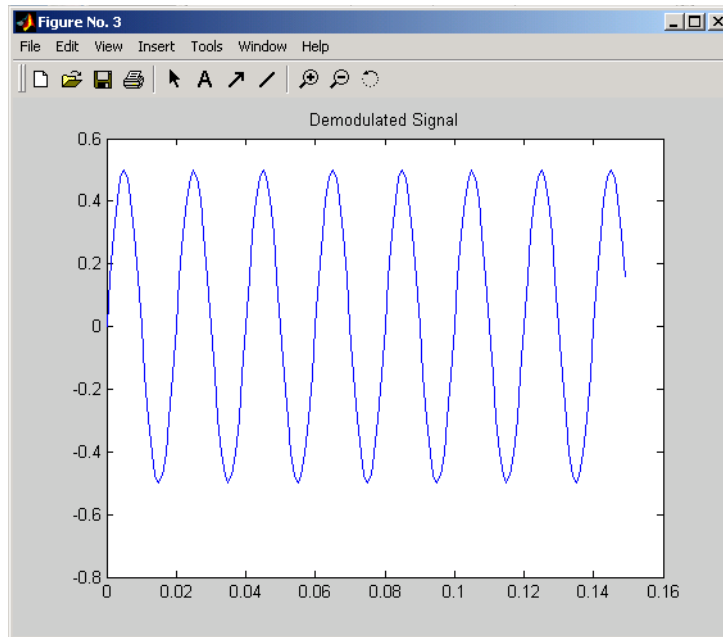 Figure No. 3
File Edit View Insert Tools Window Help
A
Demodulated Signal
0.6
0.4
0.2
0
-0.2
-0.4
-0.6
-0.8
0 0.02 0.04 0.06 0.08 0.1 0.12 0.14 0.16